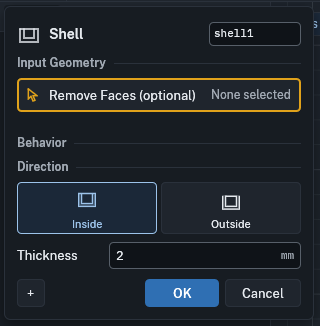 Shell shell1
Input Geometry
Remove Faces (optional) None selected
Behavior
Direction
Inside Outside
Thickness 2 mm
+ OK Cancel